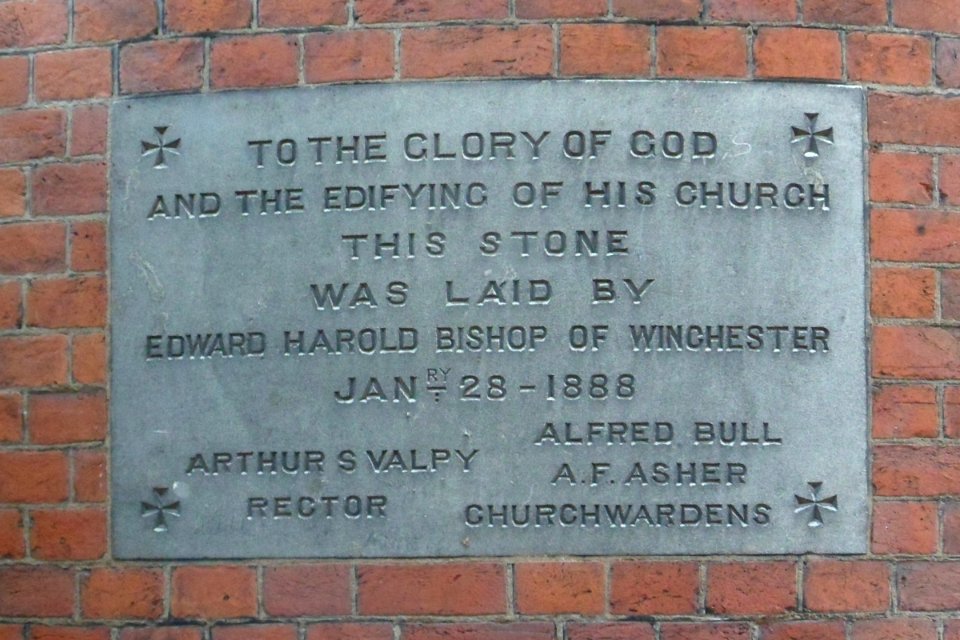 TO THE GLORY OF GOD
AND THE EDIFYING OF HIS CHURCH
THIS STONE
WAS LAID BY
EDWARD HAROLD BISHOP OF WINCHESTER
JANRY 28 - 1888
ARTHUR S VALPY
RECTOR
ALFRED BULL
A.F. ASHER
CHURCHWARDENS